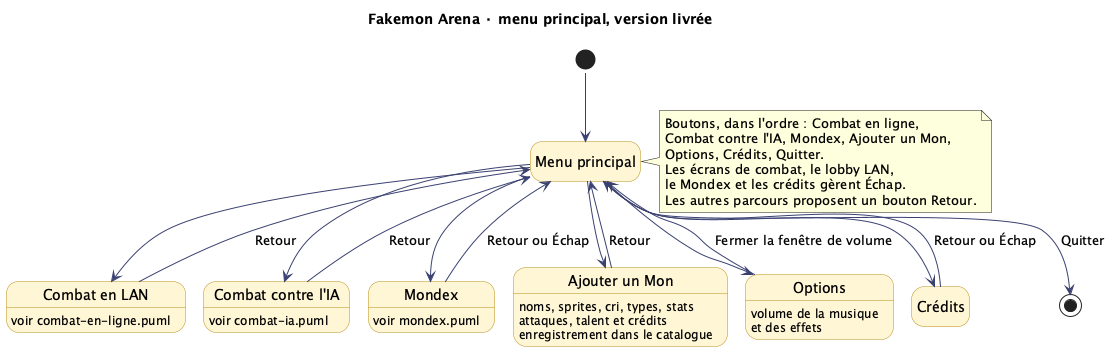 Fakemon Arena · menu principal, version livrée
Boutons, dans l'ordre : Combat en ligne,
Combat contre l'IA, Mondex, Ajouter un Mon,
Options, Crédits, Quitter.
Les écrans de combat, le lobby LAN,
le Mondex et les crédits gèrent Échap.
Les autres parcours proposent un bouton Retour.
Menu principal
Retour
Retour
Retour ou Échap
Retour
Fermer la fenêtre de volume
Retour ou Échap
Quitter
Combat en LAN
voir combat-en-ligne.puml
Combat contre l'IA
voir combat-ia.puml
Mondex
voir mondex.puml
Ajouter un Mon
noms, sprites, cri, types, stats
attaques, talent et crédits
enregistrement dans le catalogue
Options
volume de la musique
et des effets
Crédits